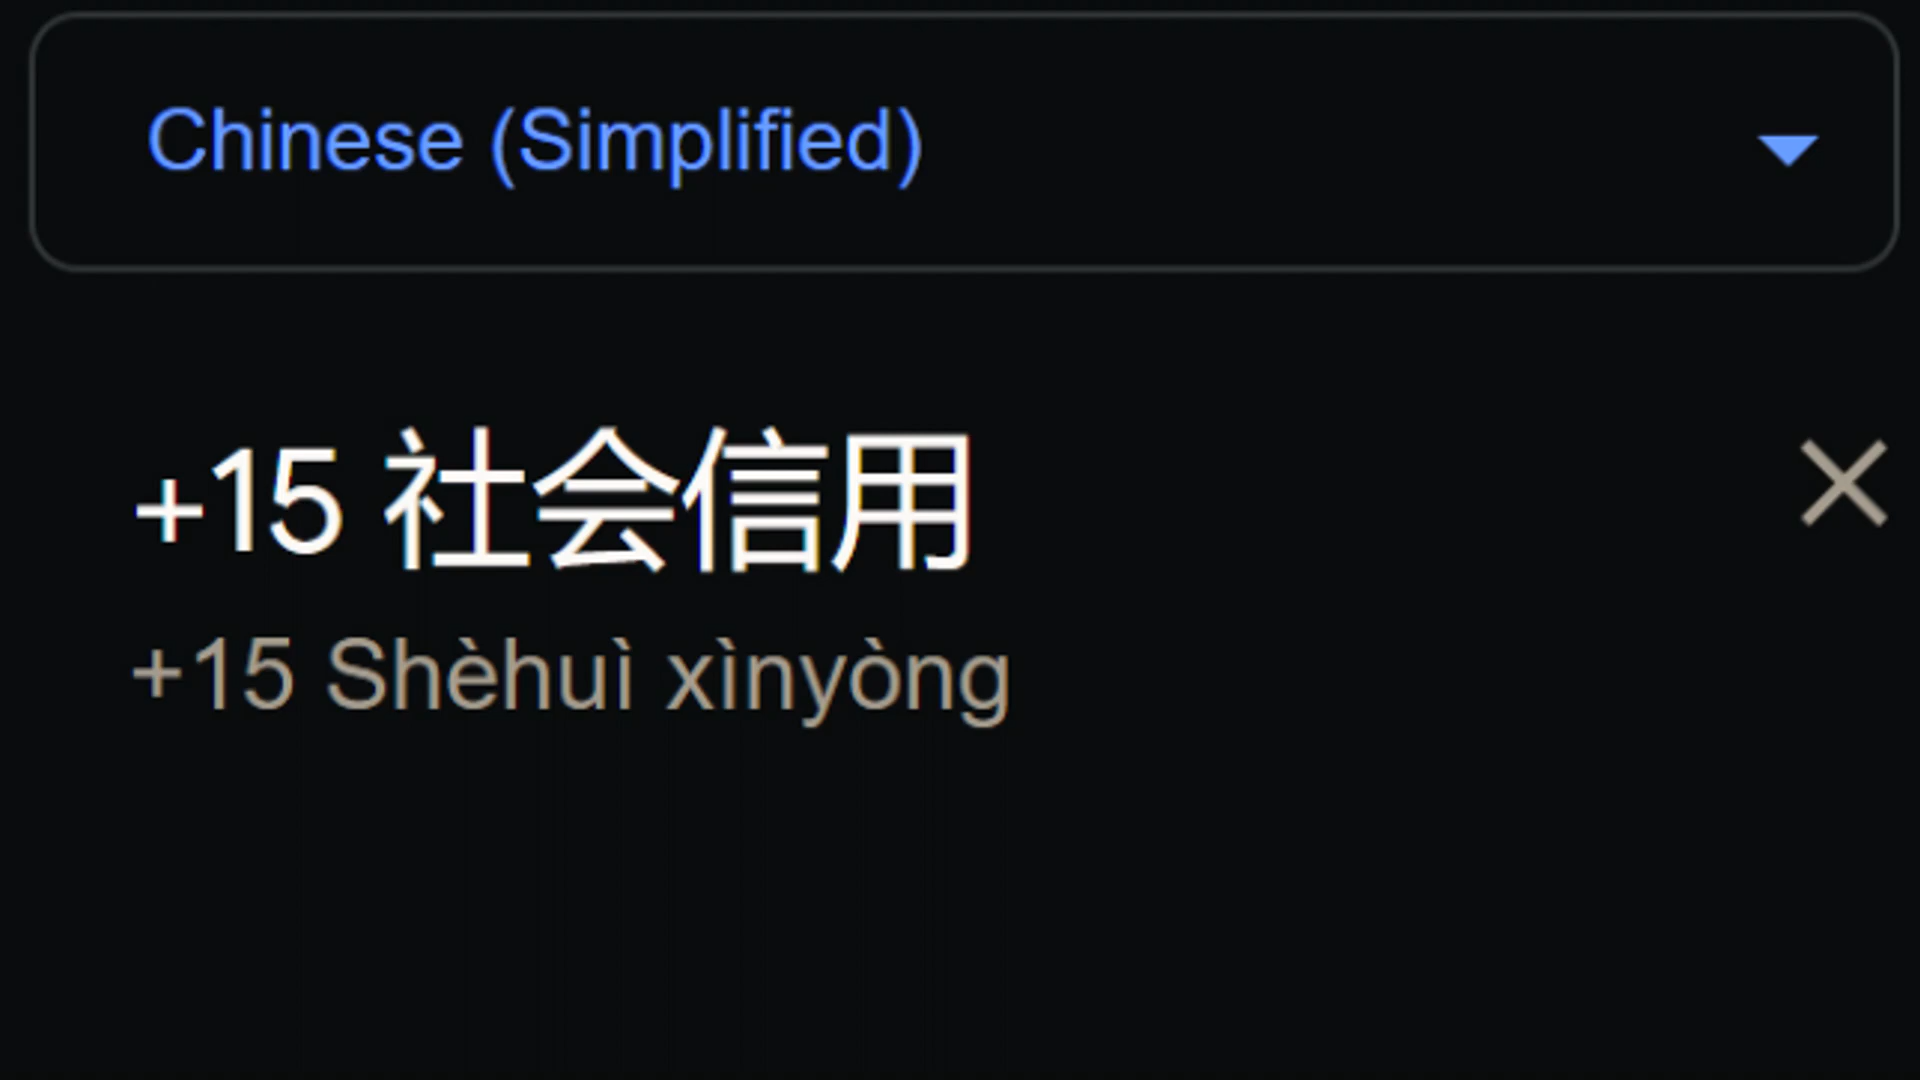 Chinese (Simplified)
+15 社会信用
+15 Shèhuì xìnyòng